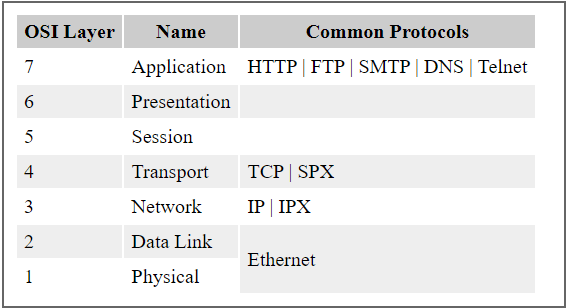 OSI Layer Name Common Protocols
7 Application HTTP | FTP | SMTP | DNS | Telnet
6 Presentation
5 Session
4 Transport TCP | SPX
3 Network IP | IPX
2 Data Link
Ethernet
1 Physical